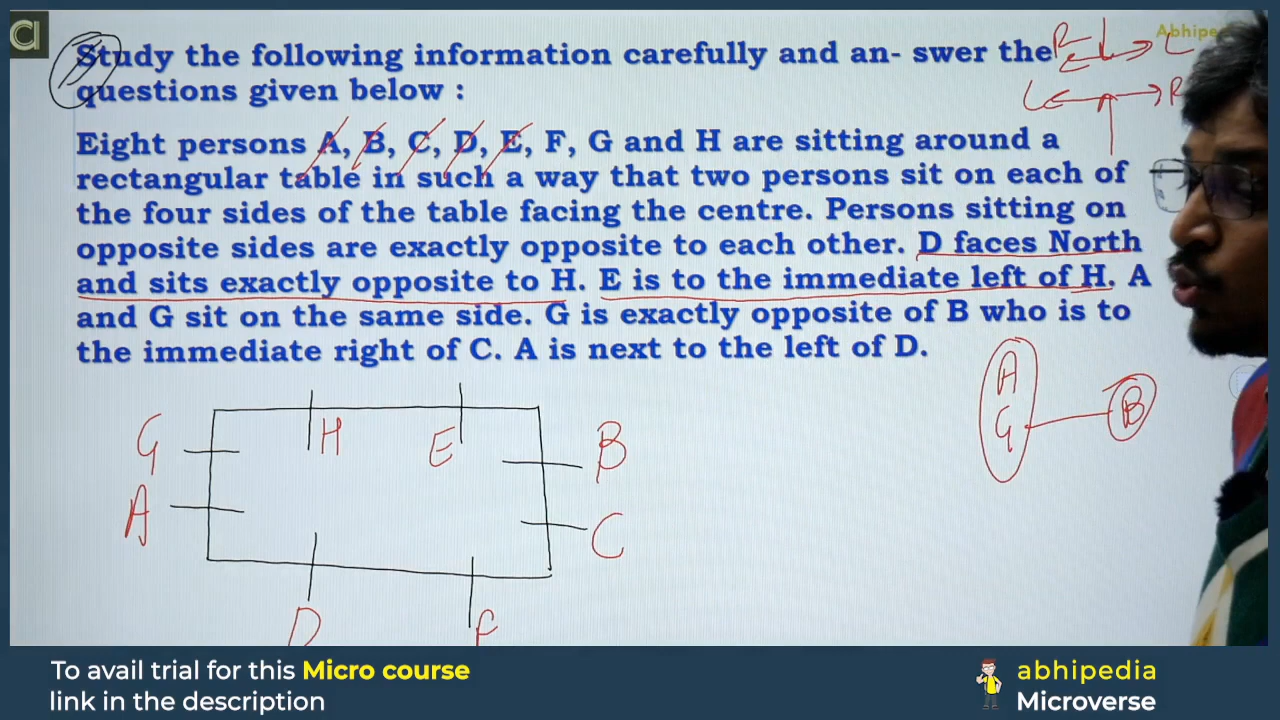 Abhipe
Study the following information carefully and an- swer the
questions given below :
R L
L R
Eight persons A, B, C, D, E, F, G and H are sitting around a
rectangular table in such a way that two persons sit on each of
the four sides of the table facing the centre. Persons sitting on
opposite sides are exactly opposite to each other. D faces North
and sits exactly opposite to H. E is to the immediate left of H. A
and G sit on the same side. G is exactly opposite of B who is to
the immediate right of C. A is next to the left of D.
A
G B
G H E B
A C
D F
To avail trial for this Micro course
link in the description
abhipedia
Microverse